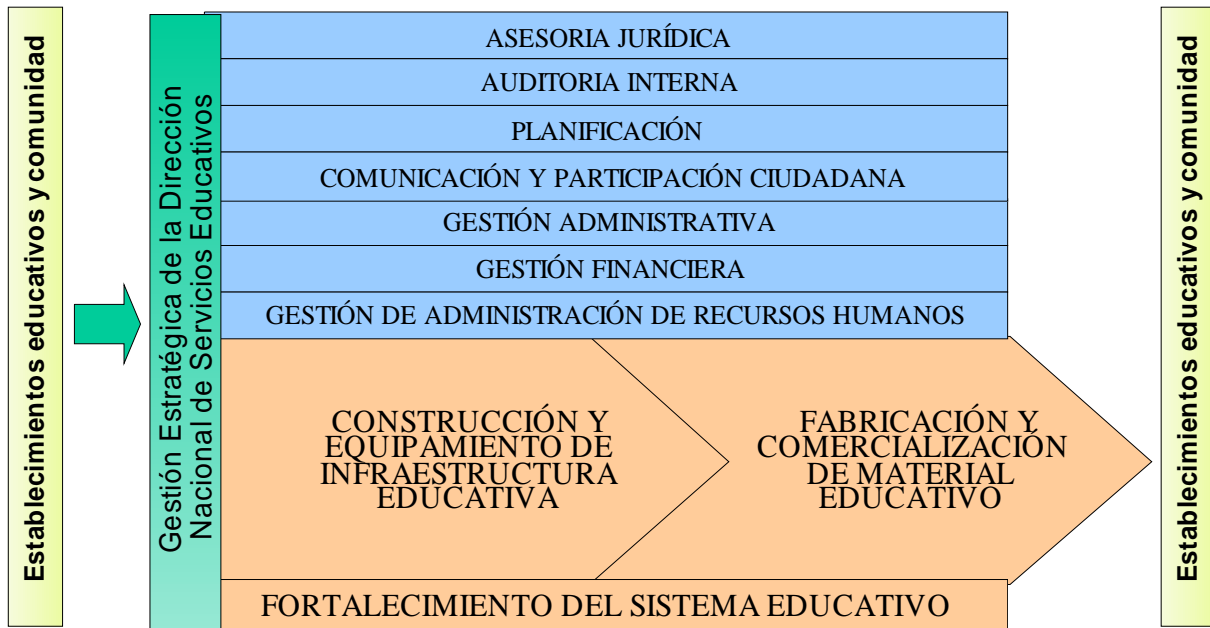 Establecimientos educativos y comunidad
Gestión Estratégica de la Dirección
Nacional de Servicios Educativos
ASESORIA JURÍDICA
AUDITORIA INTERNA
PLANIFICACIÓN
COMUNICACIÓN Y PARTICIPACIÓN CIUDADANA
GESTIÓN ADMINISTRATIVA
GESTIÓN FINANCIERA
GESTIÓN DE ADMINISTRACIÓN DE RECURSOS HUMANOS
CONSTRUCCIÓN Y
EQUIPAMIENTO DE
INFRAESTRUCTURA
EDUCATIVA
FABRICACIÓN Y
COMERCIALIZACIÓN
DE MATERIAL
EDUCATIVO
FORTALECIMIENTO DEL SISTEMA EDUCATIVO
Establecimientos educativos y comunidad